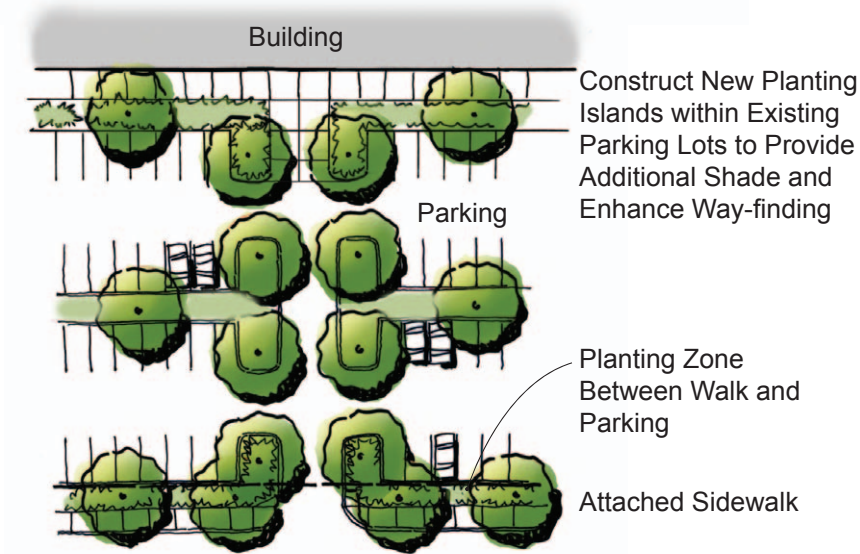 Building
Construct New Planting
Islands within Existing
Parking Lots to Provide
Additional Shade and
Enhance Way-finding
Parking
Planting Zone
Between Walk and
Parking
Attached Sidewalk